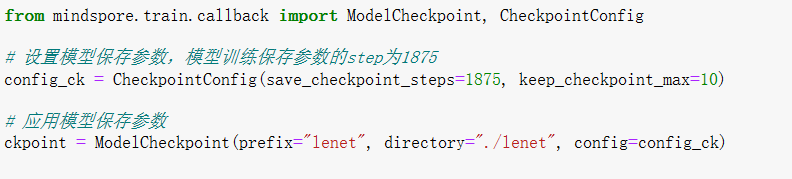 from mindspore.train.callback import ModelCheckpoint, CheckpointConfig
# 设置模型保存参数，模型训练保存参数的step为1875
config_ck = CheckpointConfig(save_checkpoint_steps=1875, keep_checkpoint_max=10)
# 应用模型保存参数
ckpoint = ModelCheckpoint(prefix="lenet", directory="./lenet", config=config_ck)